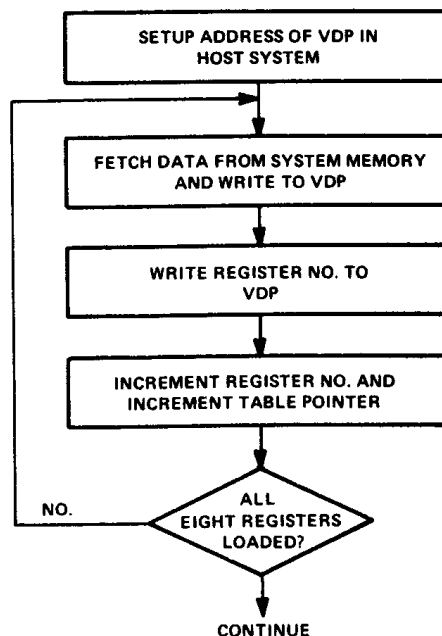 SETUP ADDRESS OF VDP IN
HOST SYSTEM
FETCH DATA FROM SYSTEM MEMORY
AND WRITE TO VDP
WRITE REGISTER NO. TO
VDP
INCREMENT REGISTER NO. AND
INCREMENT TABLE POINTER
NO.
ALL
EIGHT REGISTERS
LOADED?
CONTINUE